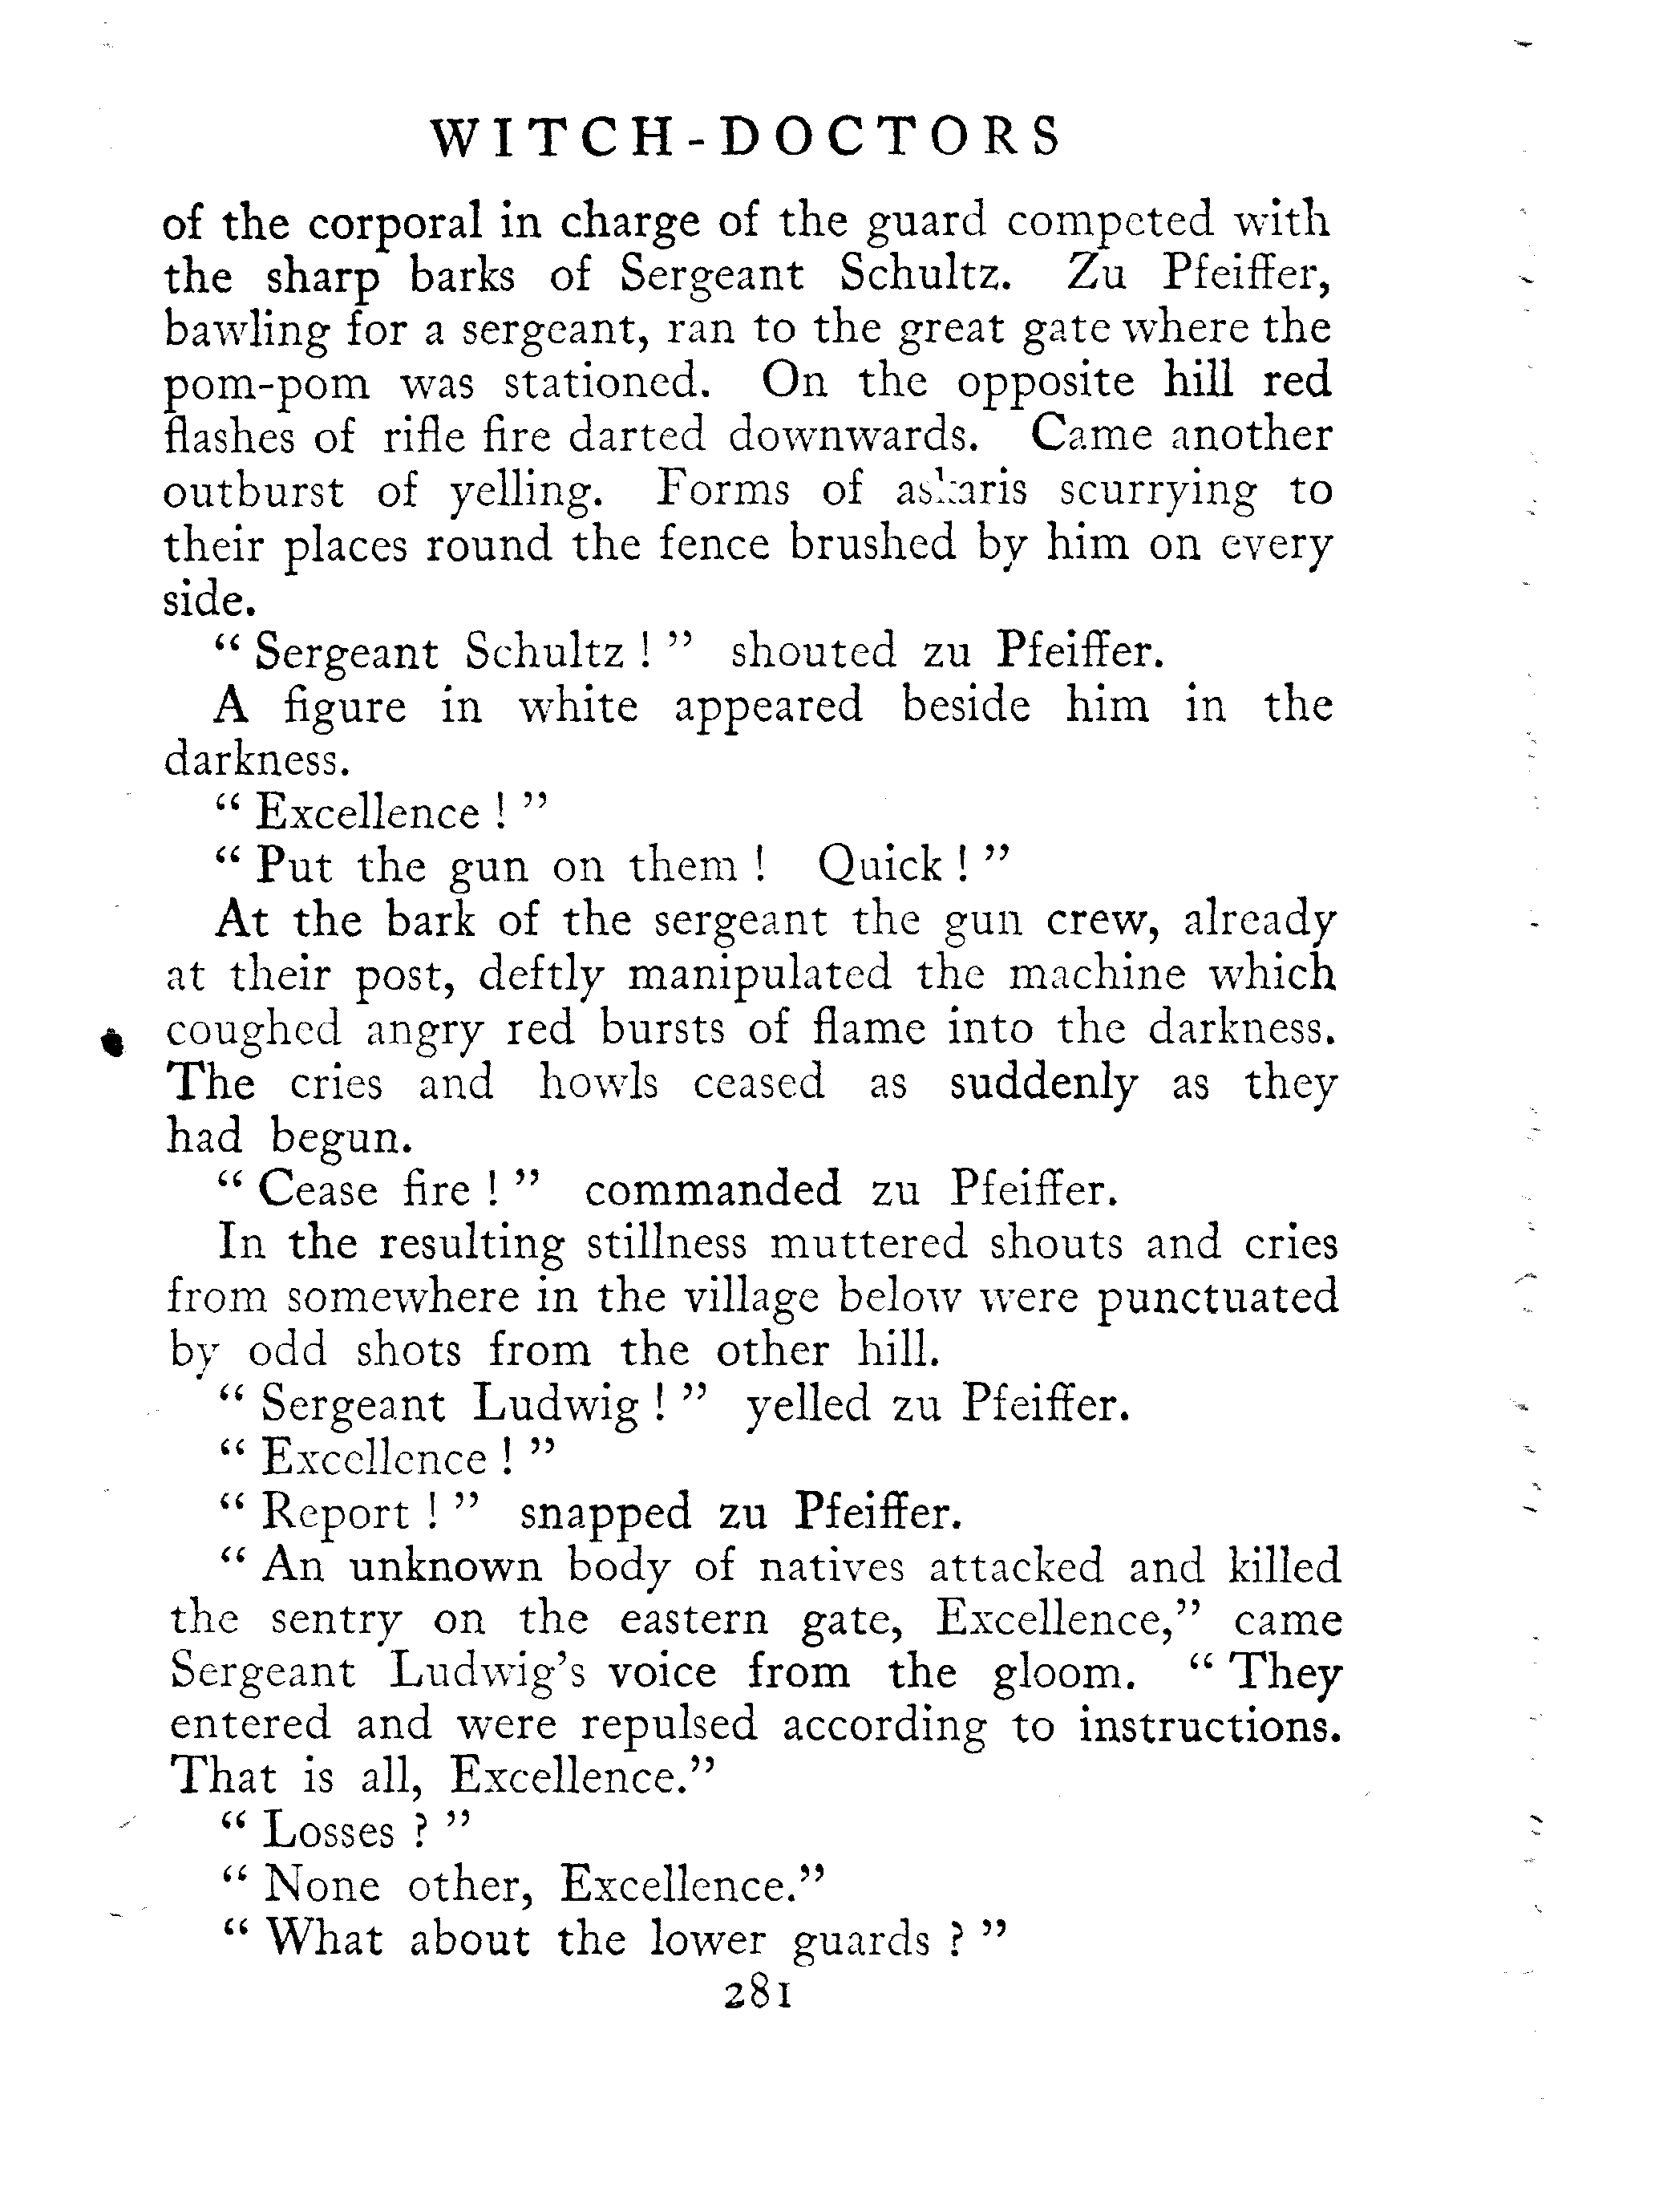 WITCH-DOCTORS
of the corporal in charge of the guard competed with
the sharp barks of Sergeant Schultz. Zu Pfeiffer,
bawling for a sergeant, ran to the great gate where the
pom-pom was stationed. On the opposite hill red
flashes of rifle fire darted downwards. Came another
outburst of yelling. Forms of askaris scurrying to
their places round the fence brushed by him on every
side.
“ Sergeant Schultz ! ” shouted zu Pfeiffer.
A figure in white appeared beside him in the
darkness.
“ Excellence ! ”
“ Put the gun on them ! Quick ! ”
At the bark of the sergeant the gun crew, already
at their post, deftly manipulated the machine which
coughed angry red bursts of flame into the darkness.
The cries and howls ceased as suddenly as they
had begun.
“ Cease fire ! ” commanded zu Pfeiffer.
In the resulting stillness muttered shouts and cries
from somewhere in the village below were punctuated
by odd shots from the other hill.
“ Sergeant Ludwig ! ” yelled zu Pfeiffer.
“ Excellence ! ”
“ Report ! ” snapped zu Pfeiffer.
“ An unknown body of natives attacked and killed
the sentry on the eastern gate, Excellence,” came
Sergeant Ludwig’s voice from the gloom. “ They
entered and were repulsed according to instructions.
That is all, Excellence.”
“ Losses ? ”
“ None other, Excellence.”
“ What about the lower guards ? ”
281